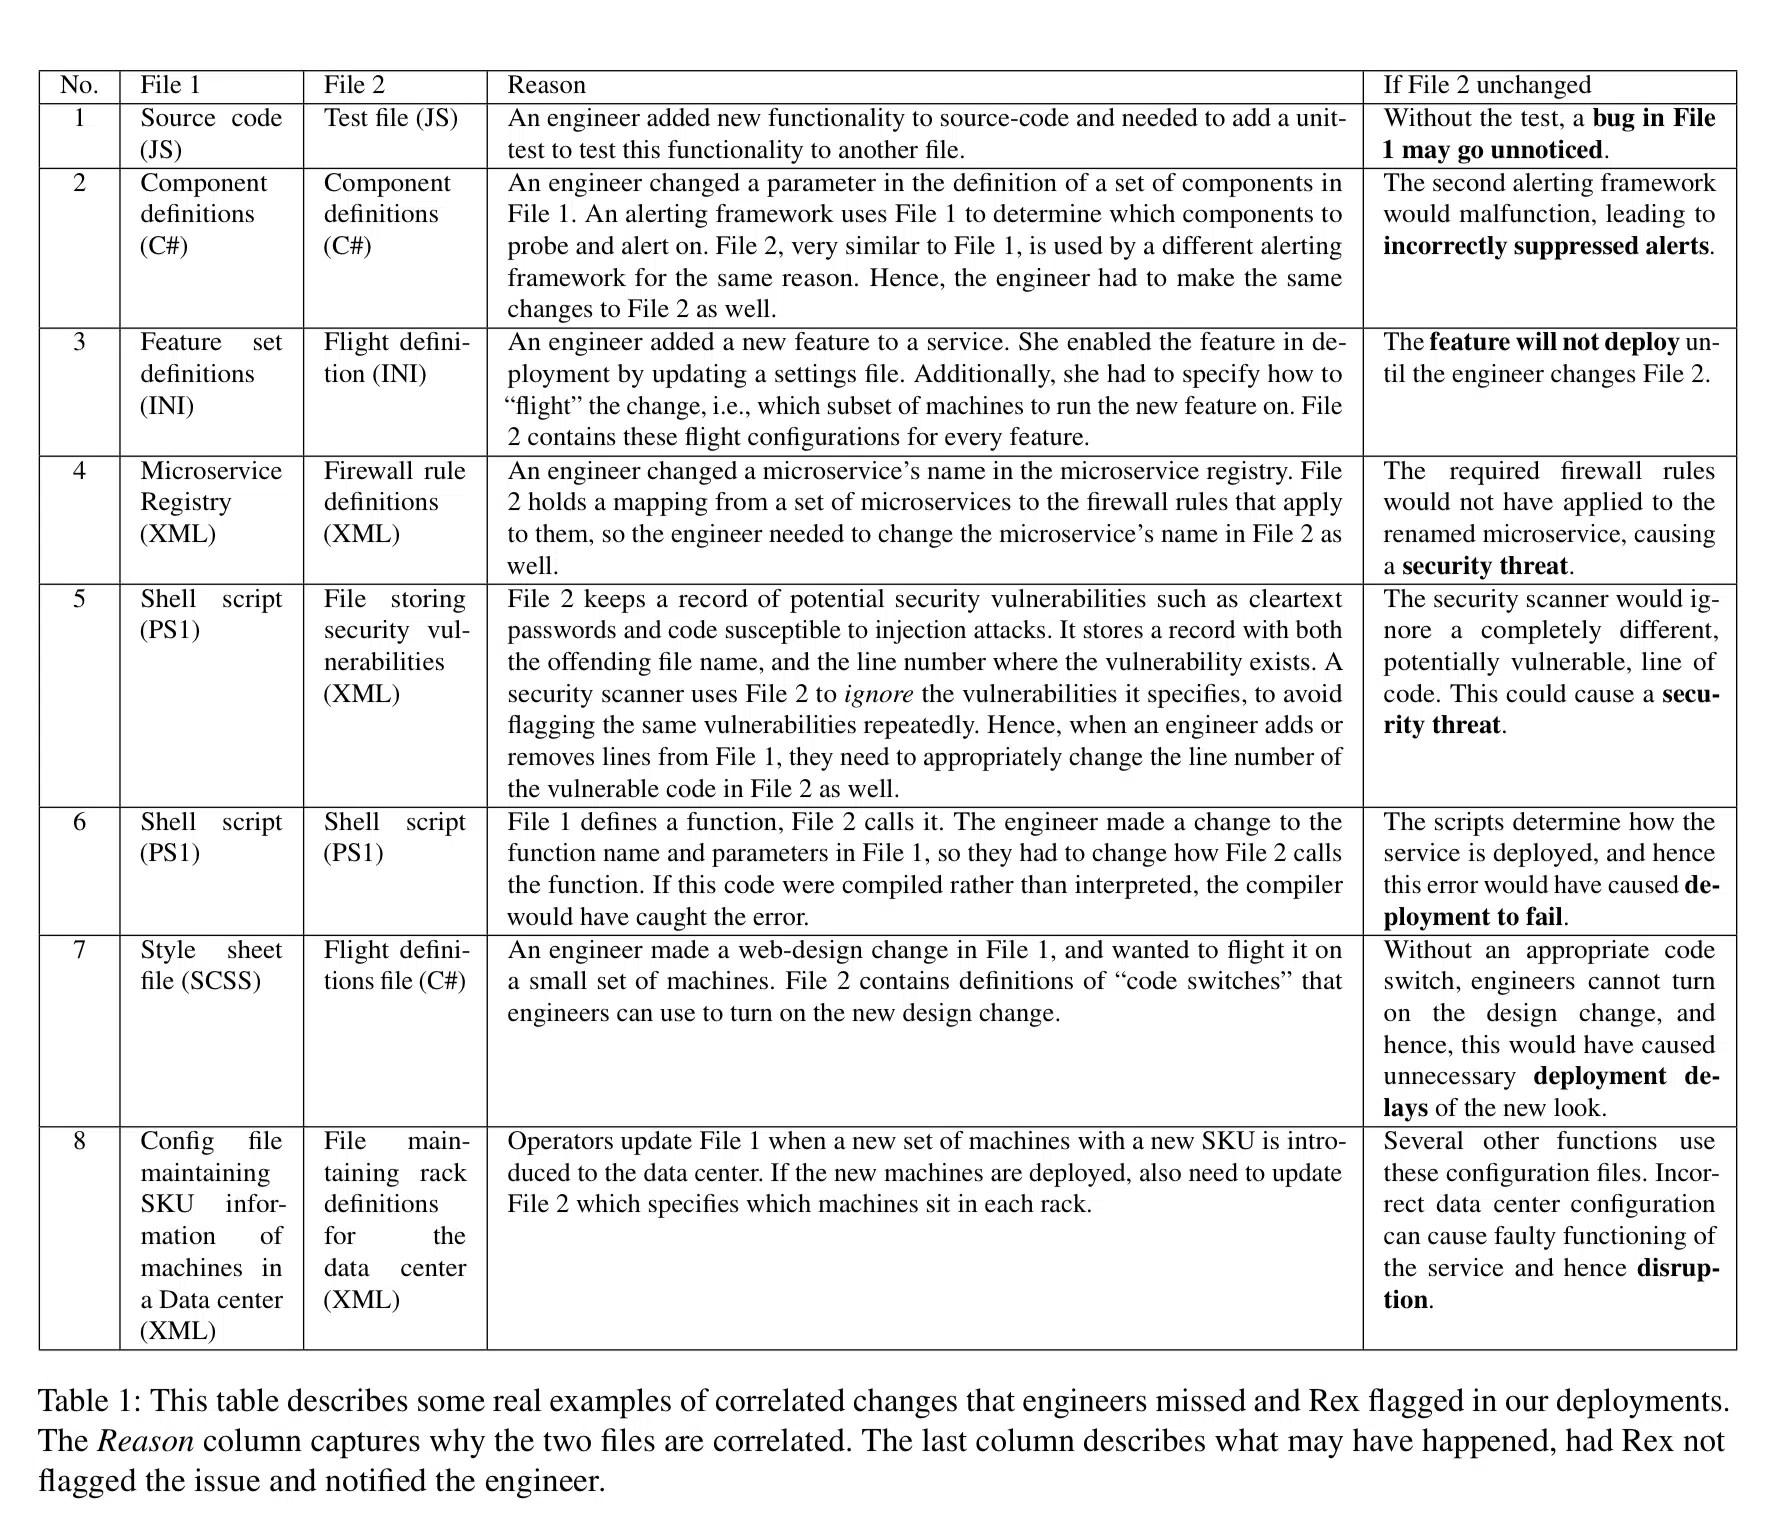 No. File 1 File 2 Reason If File 2 unchanged
1 Source code (JS) Test file (JS) An engineer added new functionality to source-code and needed to add a unit-
test to test this functionality to another file.
Without the test, a bug in File
1 may go unnoticed.
2
Component
definitions
(C#)
Component
definitions
(C#)
An engineer changed a parameter in the definition of a set of components in
File 1. An alerting framework uses File 1 to determine which components to
probe and alert on. File 2, very similar to File 1, is used by a different alerting
framework for the same reason. Hence, the engineer had to make the same
changes to File 2 as well.
The second alerting framework
would malfunction, leading to
incorrectly suppressed alerts.
3
Feature set
definitions
(INI)
Flight defini-
tion (INI)
An engineer added a new feature to a service. She enabled the feature in de-
ployment by updating a settings file. Additionally, she had to specify how to
“flight” the change, i.e., which subset of machines to run the new feature on. File
2 contains these flight configurations for every feature.
The feature will not deploy un-
til the engineer changes File 2.
4
Microservice
Registry
(XML)
Firewall rule
definitions
(XML)
An engineer changed a microservice’s name in the microservice registry. File
2 holds a mapping from a set of microservices to the firewall rules that apply
to them, so the engineer needed to change the microservice’s name in File 2 as
well.
The required firewall rules
would not have applied to the
renamed microservice, causing
a security threat.
5
Shell script
(PS1)
File storing
security vul-
nerabilities
(XML)
File 2 keeps a record of potential security vulnerabilities such as cleartext
passwords and code susceptible to injection attacks. It stores a record with both
the offending file name, and the line number where the vulnerability exists. A
security scanner uses File 2 to ignore the vulnerabilities it specifies, to avoid
flagging the same vulnerabilities repeatedly. Hence, when an engineer adds or
removes lines from File 1, they need to appropriately change the line number of
the vulnerable code in File 2 as well.
The security scanner would ig-
nore a completely different,
potentially vulnerable, line of
code. This could cause a secu-
rity threat.
6
Shell script
(PS1)
Shell script
(PS1)
File 1 defines a function, File 2 calls it. The engineer made a change to the
function name and parameters in File 1, so they had to change how File 2 calls
the function. If this code were compiled rather than interpreted, the compiler
would have caught the error.
The scripts determine how the
service is deployed, and hence
this error would have caused de-
ployment to fail.
7
Style sheet
file (SCSS)
Flight defini-
tions file (C#)
An engineer made a web-design change in File 1, and wanted to flight it on
a small set of machines. File 2 contains definitions of “code switches” that
engineers can use to turn on the new design change.
Without an appropriate code
switch, engineers cannot turn
on the design change, and
hence, this would have caused
unnecessary deployment de-
lays of the new look.
8
Config file
maintaining
SKU infor-
mation of
machines in
a Data center
(XML)
File main-
taining rack
definitions
for the
data center
(XML)
Operators update File 1 when a new set of machines with a new SKU is intro-
duced to the data center. If the new machines are deployed, also need to update
File 2 which specifies which machines sit in each rack.
Several other functions use
these configuration files. Incor-
rect data center configuration
can cause faulty functioning of
the service and hence disrup-
tion.
Table 1: This table describes some real examples of correlated changes that engineers missed and Rex flagged in our deployments.
The Reason column captures why the two files are correlated. The last column describes what may have happened, had Rex not
flagged the issue and notified the engineer.